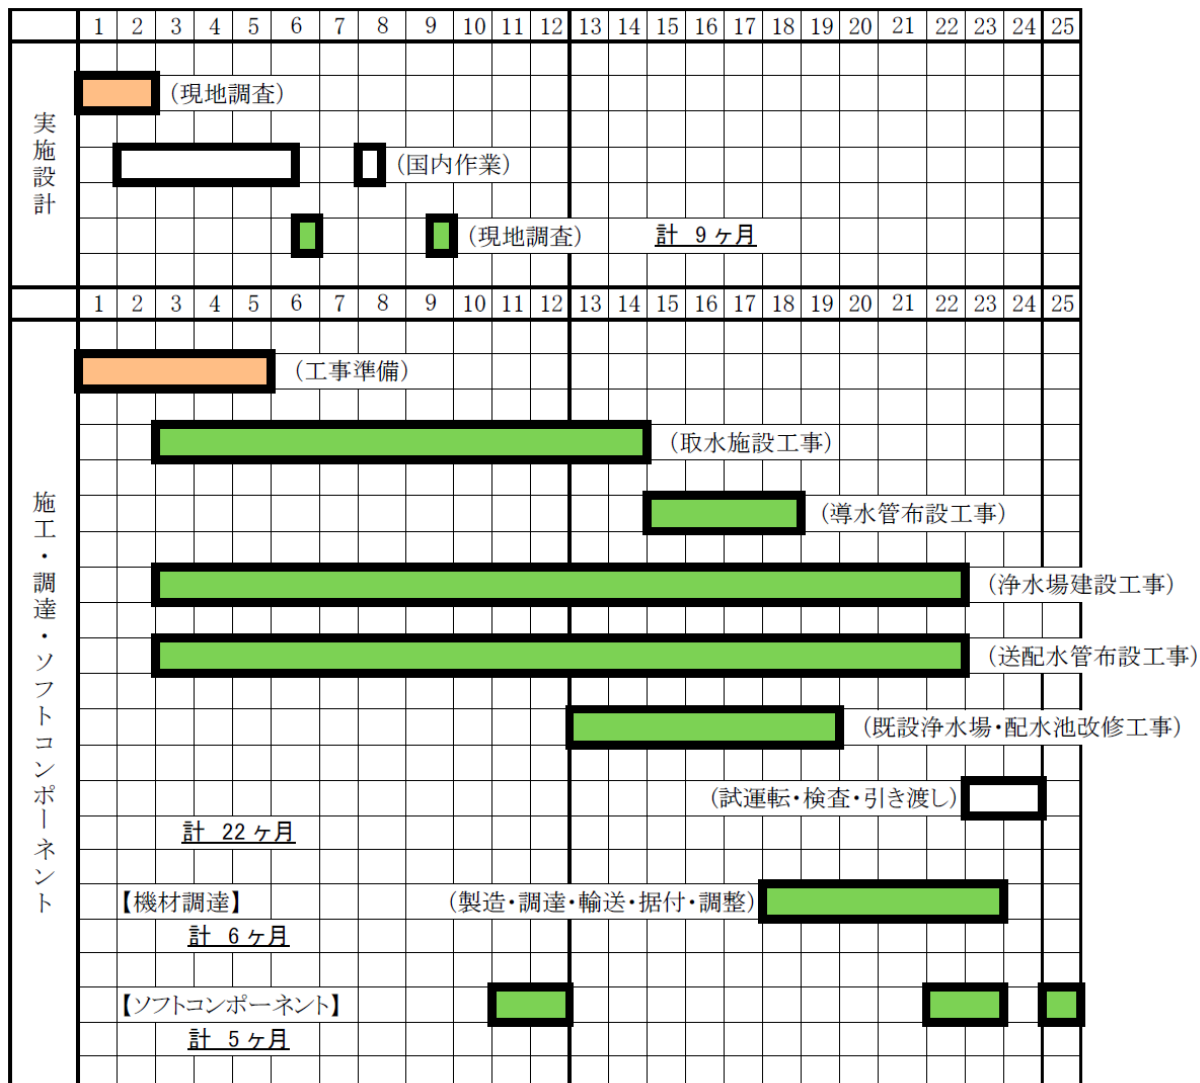 1 2 3 4 5 6 7 8 9 10 11 12 13 14 15 16 17 18 19 20 21 22 23 24 25
実施設計
（現地調査）
（国内作業）
（現地調査） 計 9ヶ月
1 2 3 4 5 6 7 8 9 10 11 12 13 14 15 16 17 18 19 20 21 22 23 24 25
施工・調達・ソフトコンポーネント
（工事準備）
（取水施設工事）
（導水管布設工事）
（浄水場建設工事）
（送配水管布設工事）
（既設浄水場・配水池改修工事）
（試運転・検査・引き渡し）
計 22ヶ月
【機材調達】 （製造・調達・輸送・据付・調整）
計 6ヶ月
【ソフトコンポーネント】
計 5ヶ月